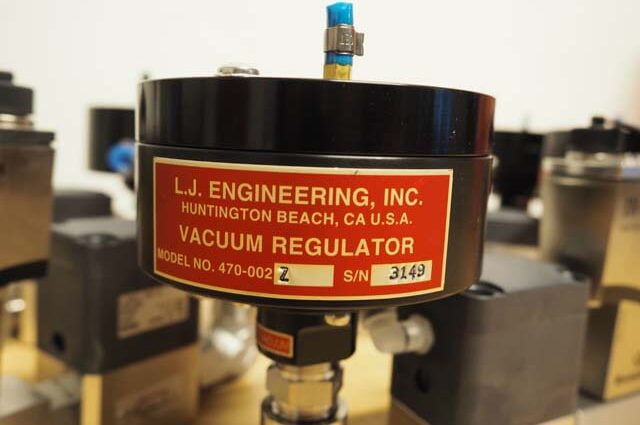 L.J. ENGINEERING, INC.
HUNTINGTON BEACH, CA U.S.A.
VACUUM REGULATOR
MODEL NO. 470-002 Z S/N 3149